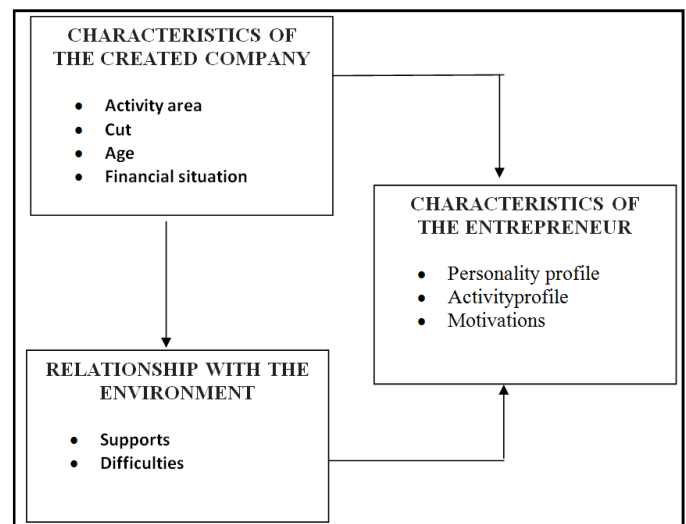 CHARACTERISTICS OF
THE CREATED COMPANY
• Activity area
• Cut
• Age
• Financial situation
CHARACTERISTICS OF
THE ENTREPRENEUR
• Personality profile
• Activityprofile
• Motivations
RELATIONSHIP WITH THE
ENVIRONMENT
• Supports
• Difficulties